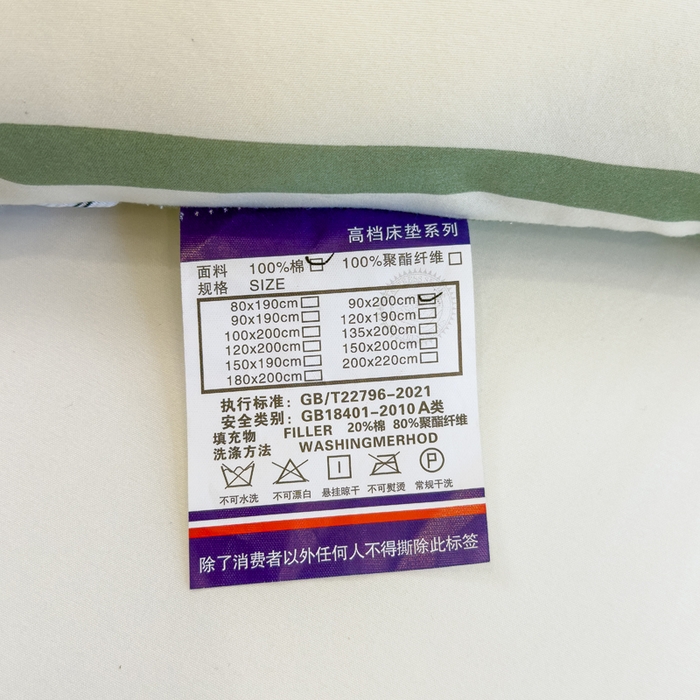 高档床垫系列
面料 100%棉 100%聚酯纤维
规格 SIZE
80x190cm 90x200cm
90x190cm 120x190cm
100x200cm 135x200cm
120x200cm 150x200cm
150x190cm 200x220cm
180x200cm
执行标准：GB/T22796-2021
安全类别：GB18401-2010A类
填充物 FILLER 20%棉 80%聚酯纤维
洗涤方法 WASHINGMERHOD
P
不可水洗 不可漂白 悬挂晾干 不可熨烫 常规干洗
除了消费者以外任何人不得撕除此标签